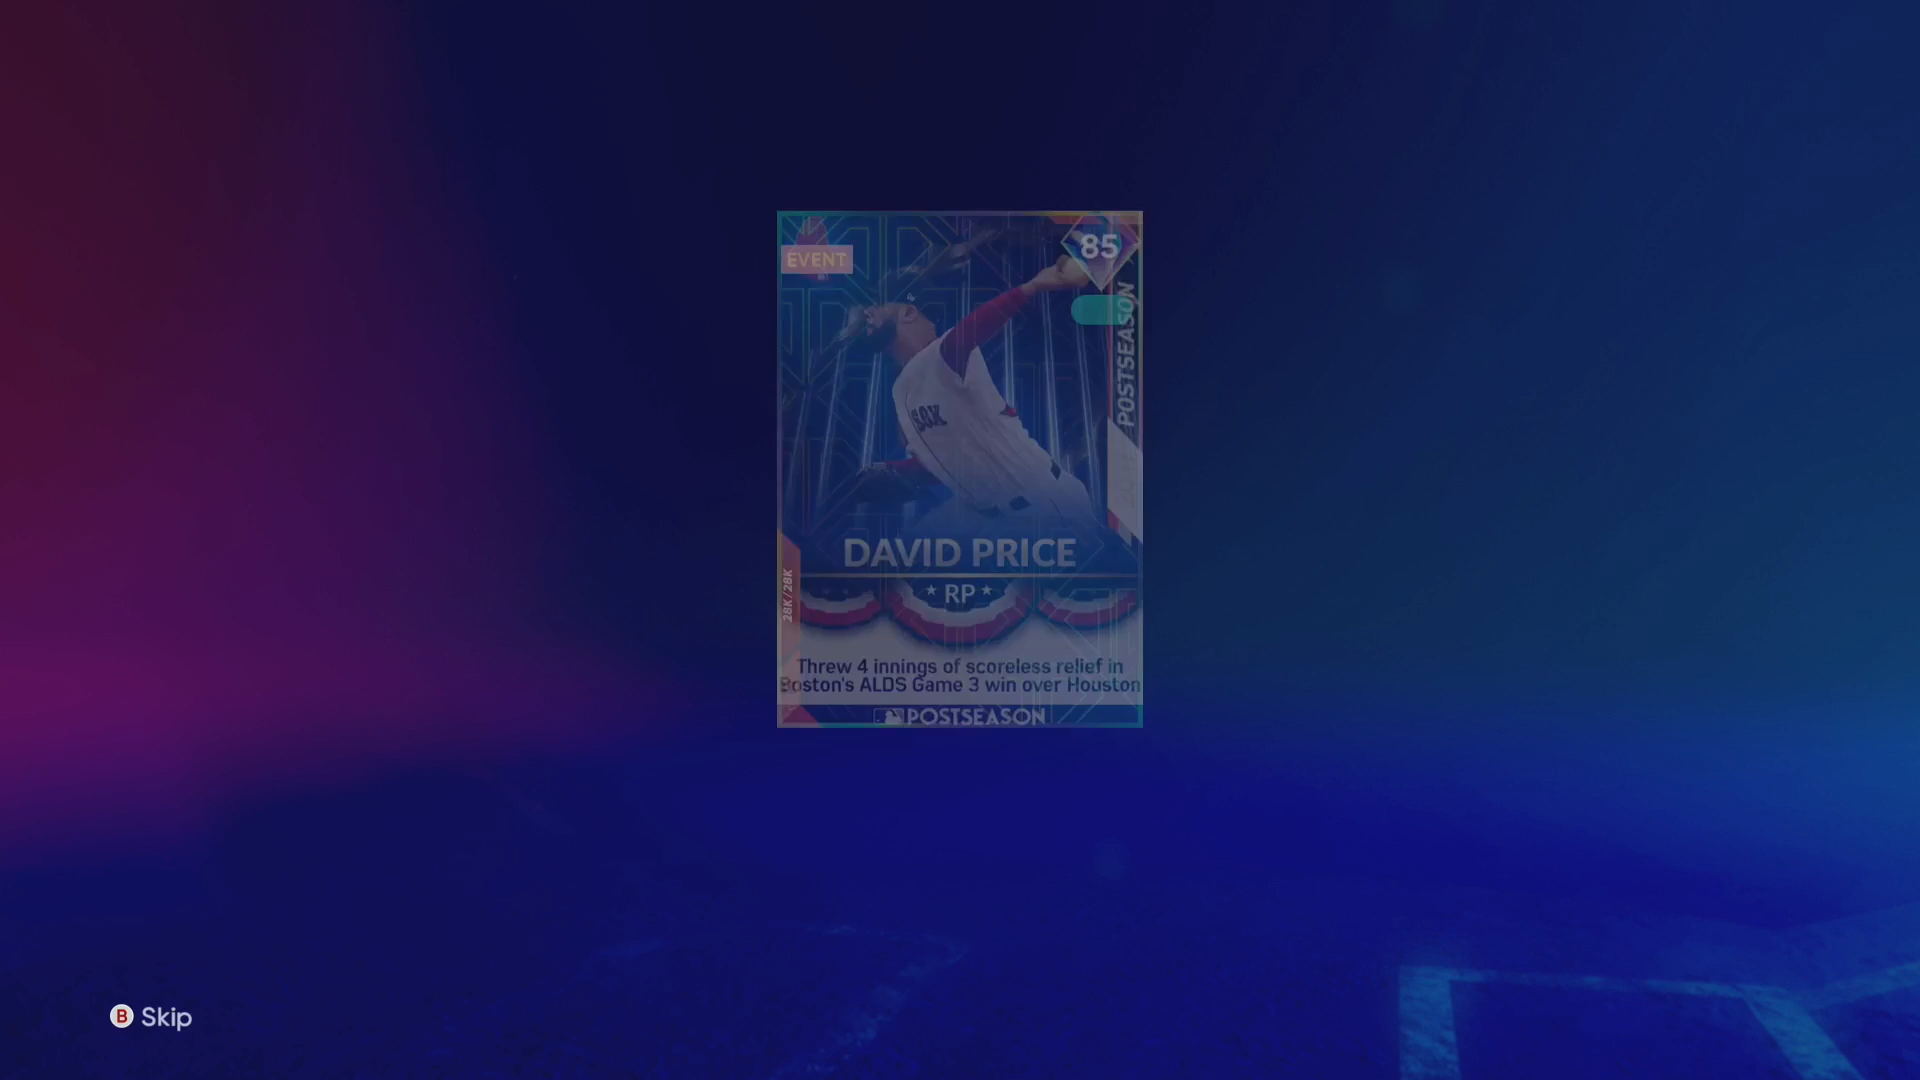 EVENT
85
POSTSEASON
SOX
DAVID PRICE
★ RP ★
28K/28K
Threw 4 innings of scoreless relief in
Boston's ALDS Game 3 win over Houston
POSTSEASON
B Skip